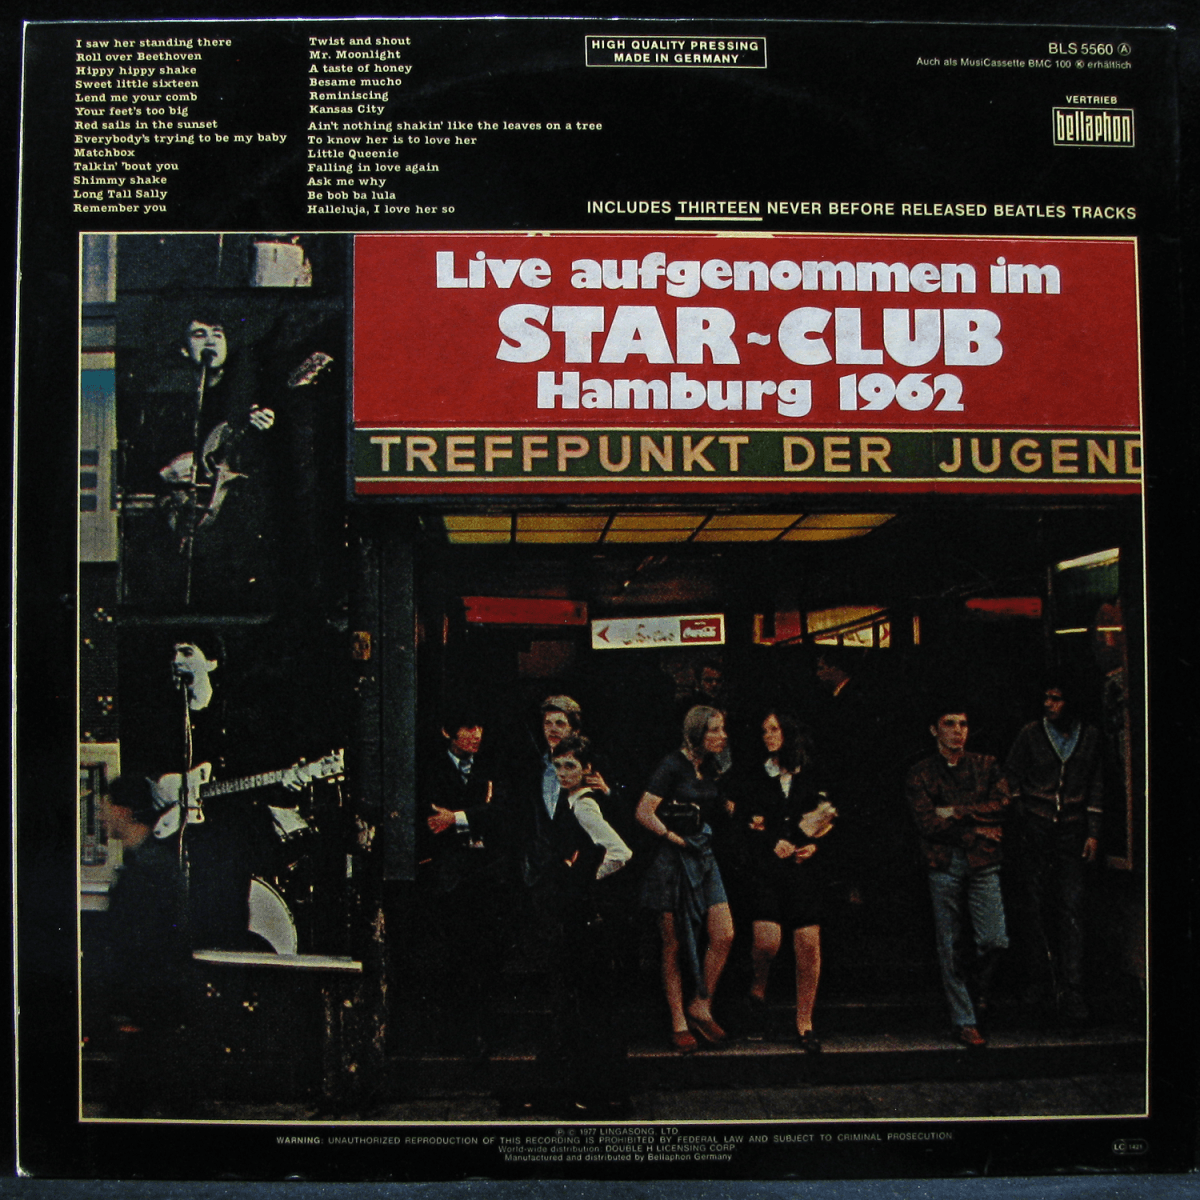 I saw her standing there
Roll over Beethoven
Hippy hippy shake
Sweet little sixteen
Lend me your comb
Your feet's too big
Red sails in the sunset
Everybody's trying to be my baby
Matchbox
Talkin' 'bout you
Shimmy shake
Long Tall Sally
Remember you
Twist and shout
Mr. Moonlight
A taste of honey
Besame mucho
Reminiscing
Kansas City
Ain't nothing shakin' like the leaves on a tree
To know her is to love her
Little Queenie
Falling in love again
Ask me why
Be bob ba lula
Halleluja, I love her so
HIGH QUALITY PRESSING
MADE IN GERMANY
BLS 5560 Ⓐ
Auch als MusiCassette BMC 100 Ⓚ erhältlich
VERTRIEB
bellaphon
INCLUDES THIRTEEN NEVER BEFORE RELEASED BEATLES TRACKS
Live aufgenommen im
STAR~CLUB
Hamburg 1962
TREFFPUNKT DER JUGEND
Coca-Cola
Ⓟ © 1977 LINGASONG, LTD.
WARNING: UNAUTHORIZED REPRODUCTION OF THIS RECORDING IS PROHIBITED BY FEDERAL LAW AND SUBJECT TO CRIMINAL PROSECUTION.
World-wide distribution: DOUBLE H LICENSING CORP.
Manufactured and distributed by Bellaphon Germany
LC 1421